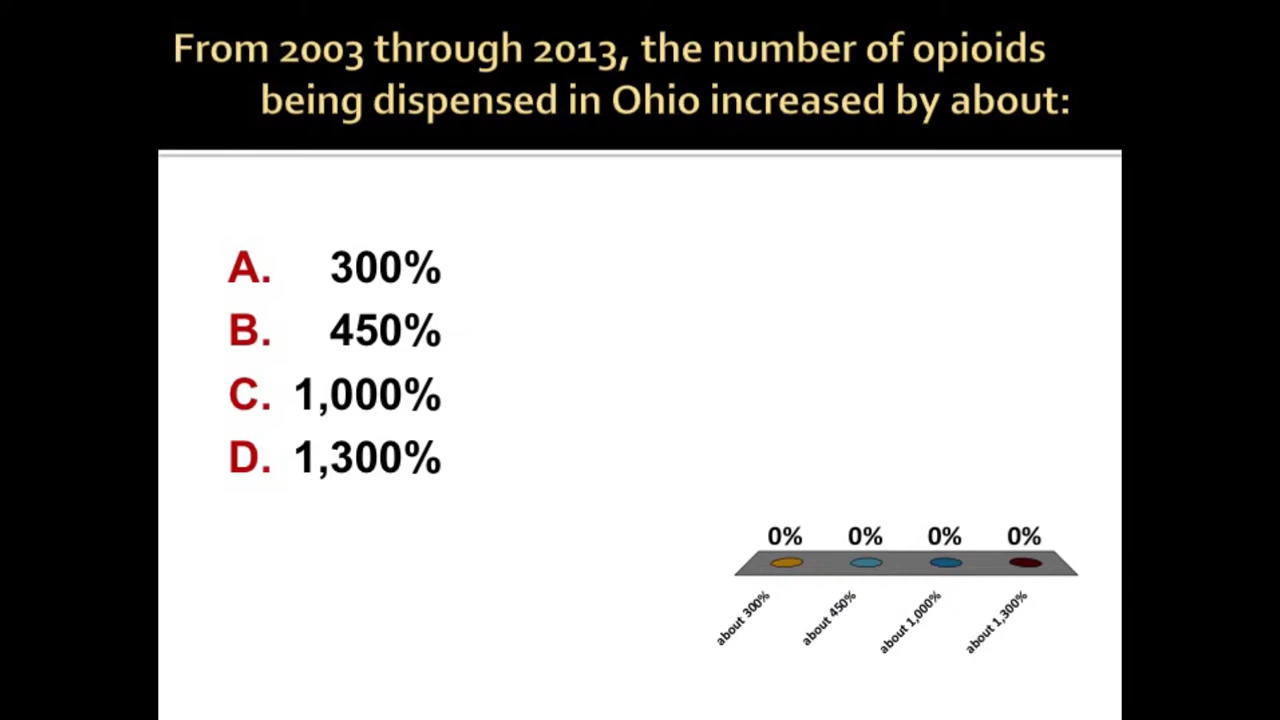 From 2003 through 2013, the number of opioids
being dispensed in Ohio increased by about:
A. 300%
B. 450%
C. 1,000%
D. 1,300%
0% 0% 0% 0%
about 300% about 450% about 1,000% about 1,300%